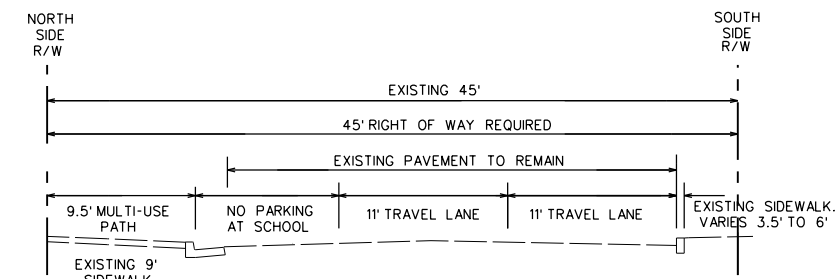 NORTH
SIDE
R/W
SOUTH
SIDE
R/W
EXISTING 45'
45' RIGHT OF WAY REQUIRED
EXISTING PAVEMENT TO REMAIN
9.5' MULTI-USE
PATH
NO PARKING
AT SCHOOL
11' TRAVEL LANE
11' TRAVEL LANE
EXISTING SIDEWALK.
VARIES 3.5' TO 6'
EXISTING 9'
SIDEWALK